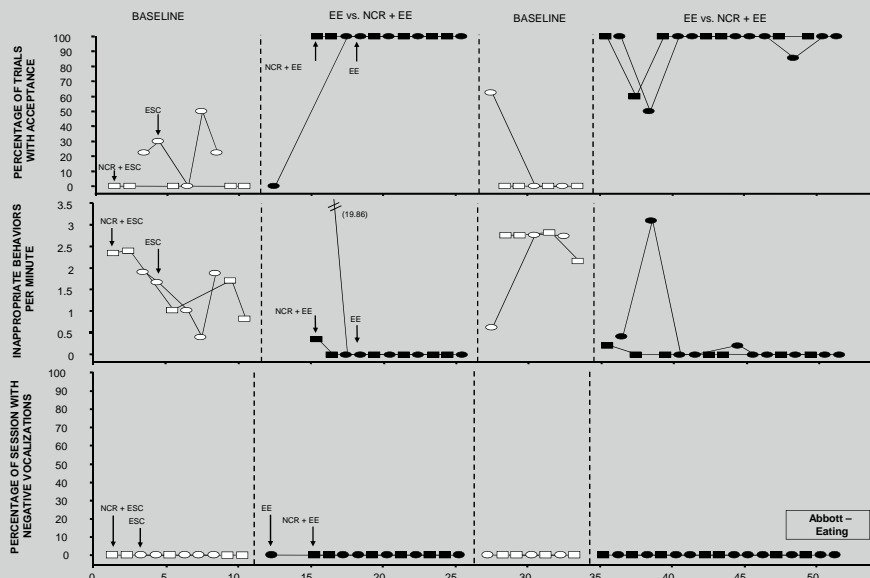 BASELINE
EE vs. NCR + EE
BASELINE
EE vs. NCR + EE
PERCENTAGE OF TRIALS
WITH ACCEPTANCE
100
90
80
70
60
50
40
30
20
10
0
NCR + ESC
ESC
NCR + EE
EE
INAPPROPRIATE BEHAVIORS
PER MINUTE
3.5
3
2.5
2
1.5
1
0.5
0
NCR + ESC
ESC
(19.86)
NCR + EE
EE
PERCENTAGE OF SESSION WITH
NEGATIVE VOCALIZATIONS
100
90
80
70
60
50
40
30
20
10
0
NCR + ESC
ESC
EE
NCR + EE
Abbott –
Eating
0 5 10 15 20 25 30 35 40 45 50